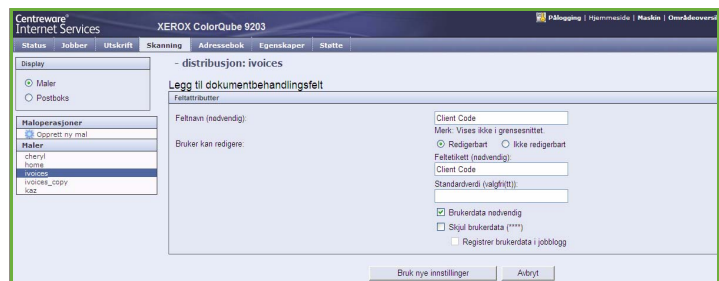 Centreware®
Internet Services
XEROX ColorQube 9203
Pålogging | Hjemmeside | Maskin | Områdeoversi
Status Jobber Utskrift Skanning Adressebok Egenskaper Støtte
Display
Maler
Postboks
Maloperasjoner
Opprett ny mal
Maler
cheryl
home
ivoices
ivoices_copy
kaz
- distribusjon: ivoices
Legg til dokumentbehandlingsfelt
Feltattributter
Feltnavn (nødvendig):
Client Code
Merk: Vises ikke i grensesnittet.
Bruker kan redigere:
Redigerbart Ikke redigerbart
Feltetikett (nødvendig):
Client Code
Standardverdi (valgfri(tt)):
Brukerdata nødvendig
Skjul brukerdata (****)
Registrer brukerdata i jobblogg
Bruk nye innstillinger Avbryt